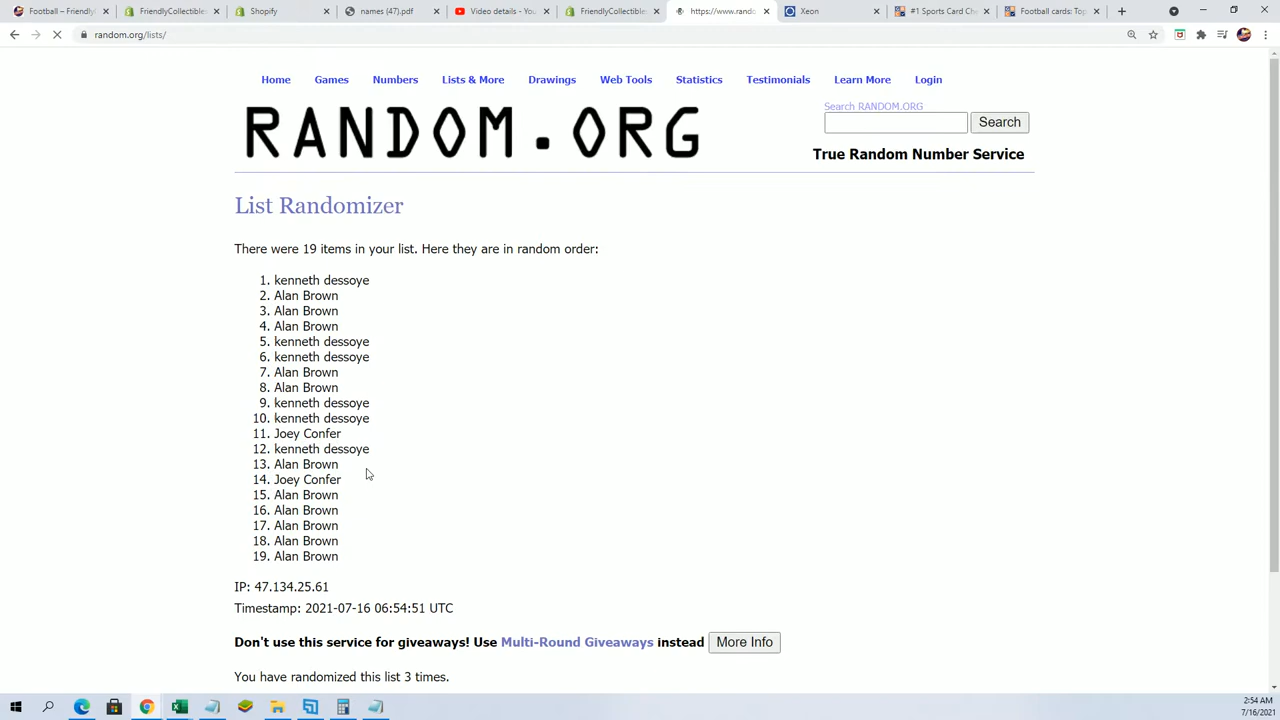 Football – Friendly
FriendlyCollectibles
Shopify
names (47).pdf
Video details - You
FriendlyCollectible
https://www.rand
Xeon
#1 Sports Card Che
Football cards: Top
random.org/lists/
Home Games Numbers Lists & More Drawings Web Tools Statistics Testimonials Learn More Login
RANDOM.ORG
Search RANDOM.ORG
Search
True Random Number Service
List Randomizer
There were 19 items in your list. Here they are in random order:
1. kenneth dessoye
2. Alan Brown
3. Alan Brown
4. Alan Brown
5. kenneth dessoye
6. kenneth dessoye
7. Alan Brown
8. Alan Brown
9. kenneth dessoye
10. kenneth dessoye
11. Joey Confer
12. kenneth dessoye
13. Alan Brown
14. Joey Confer
15. Alan Brown
16. Alan Brown
17. Alan Brown
18. Alan Brown
19. Alan Brown
IP: 47.134.25.61
Timestamp: 2021-07-16 06:54:51 UTC
Don't use this service for giveaways! Use Multi-Round Giveaways instead More Info
You have randomized this list 3 times.
2:54 AM
7/16/2021